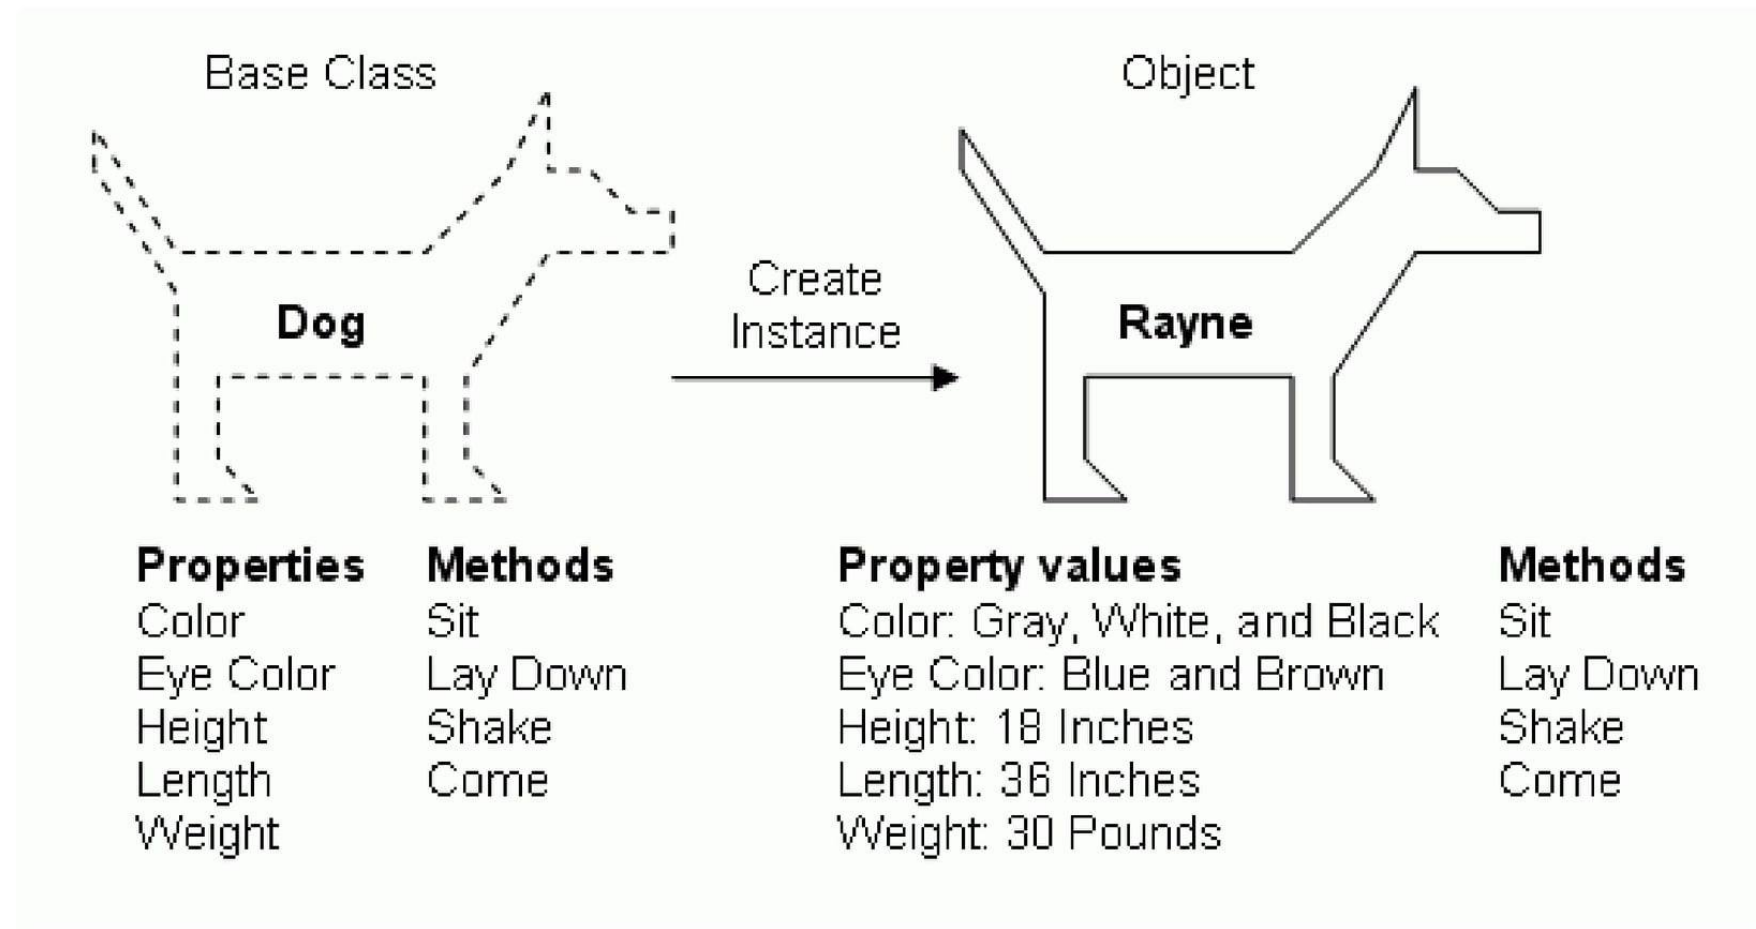 Base Class
Object
Create
Instance
Dog
Rayne
Properties
Color
Eye Color
Height
Length
Weight
Methods
Sit
Lay Down
Shake
Come
Property values
Color: Gray, White, and Black
Eye Color: Blue and Brown
Height: 18 Inches
Length: 36 Inches
Weight: 30 Pounds
Methods
Sit
Lay Down
Shake
Come